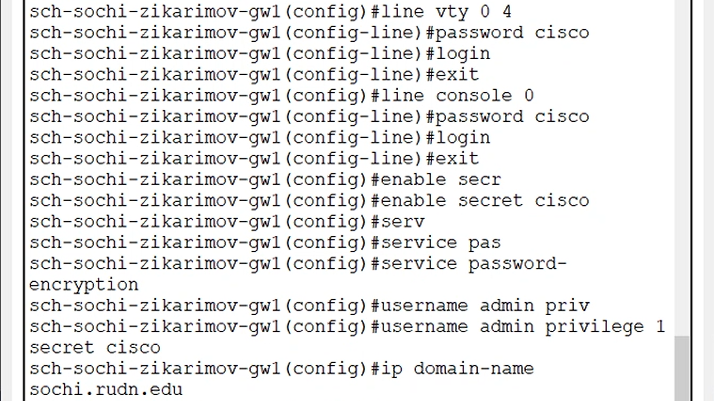 sch-sochi-zikarimov-gw1(config)#line vty 0 4
sch-sochi-zikarimov-gw1(config-line)#password cisco
sch-sochi-zikarimov-gw1(config-line)#login
sch-sochi-zikarimov-gw1(config-line)#exit
sch-sochi-zikarimov-gw1(config)#line console 0
sch-sochi-zikarimov-gw1(config-line)#password cisco
sch-sochi-zikarimov-gw1(config-line)#login
sch-sochi-zikarimov-gw1(config-line)#exit
sch-sochi-zikarimov-gw1(config)#enable secr
sch-sochi-zikarimov-gw1(config)#enable secret cisco
sch-sochi-zikarimov-gw1(config)#serv
sch-sochi-zikarimov-gw1(config)#service pas
sch-sochi-zikarimov-gw1(config)#service password-
encryption
sch-sochi-zikarimov-gw1(config)#username admin priv
sch-sochi-zikarimov-gw1(config)#username admin privilege 1
secret cisco
sch-sochi-zikarimov-gw1(config)#ip domain-name
sochi.rudn.edu